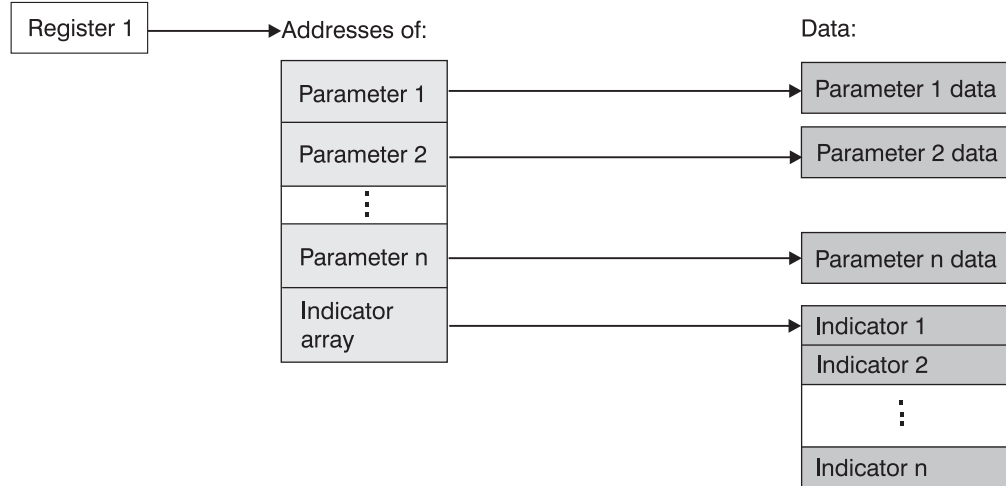 Register 1
Addresses of:
Data:
Parameter 1
Parameter 1 data
Parameter 2
Parameter 2 data
⋮
Parameter n
Parameter n data
Indicator
array
Indicator 1
Indicator 2
⋮
Indicator n